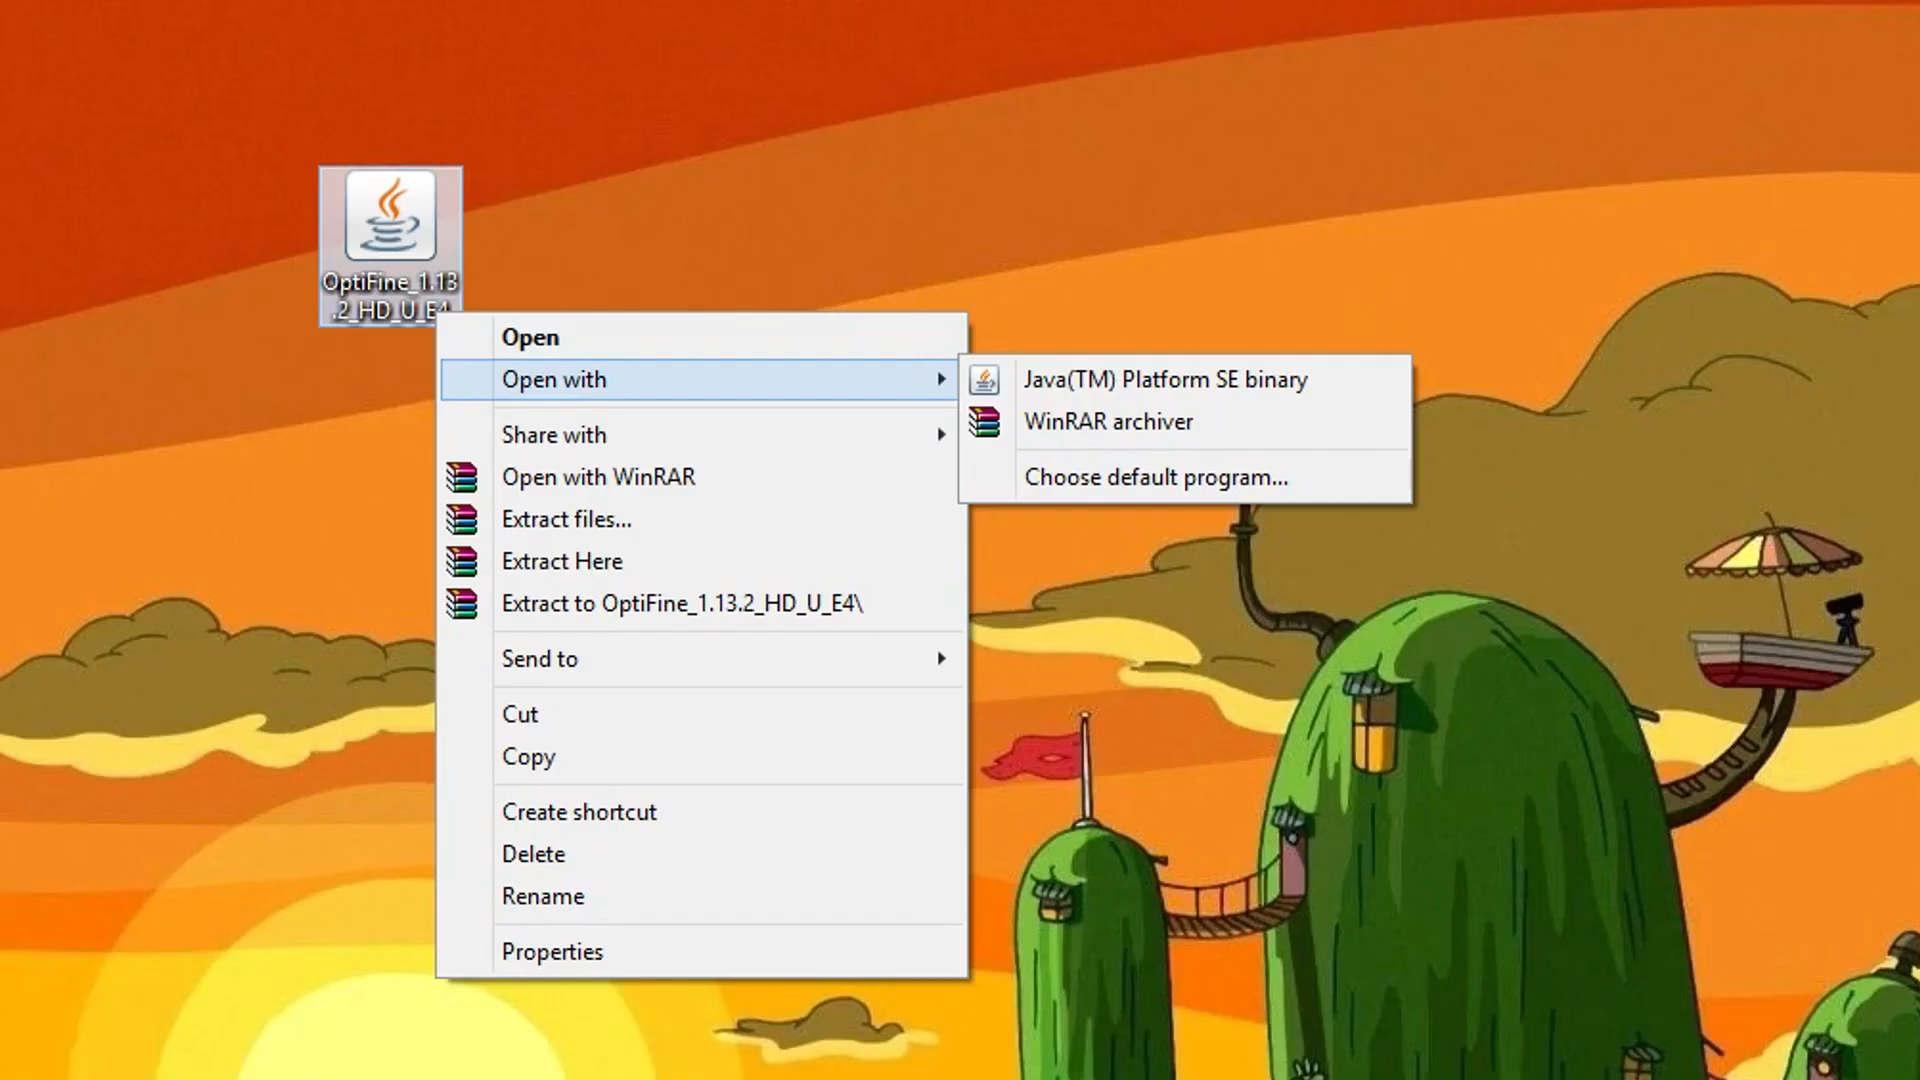 OptiFine_1.13
.2_HD_U_E4
Open
Open with
Share with
Open with WinRAR
Extract files...
Extract Here
Extract to OptiFine_1.13.2_HD_U_E4\
Send to
Cut
Copy
Create shortcut
Delete
Rename
Properties
Java(TM) Platform SE binary
WinRAR archiver
Choose default program...